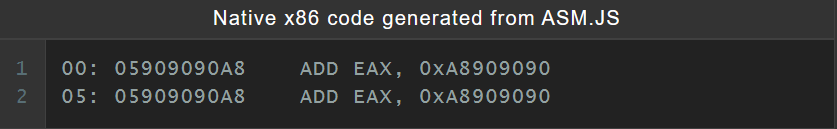 Native x86 code generated from ASM.JS
1 00: 05909090A8 ADD EAX, 0xA8909090
2 05: 05909090A8 ADD EAX, 0xA8909090